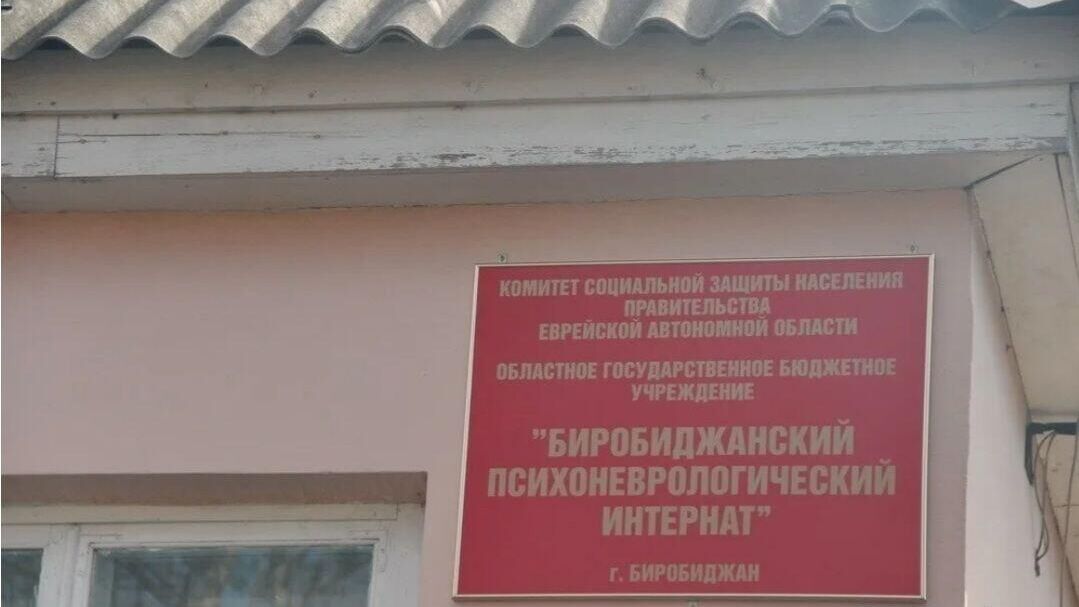 КОМИТЕТ СОЦИАЛЬНОЙ ЗАЩИТЫ НАСЕЛЕНИЯ
ПРАВИТЕЛЬСТВА
ЕВРЕЙСКОЙ АВТОНОМНОЙ ОБЛАСТИ
ОБЛАСТНОЕ ГОСУДАРСТВЕННОЕ БЮДЖЕТНОЕ
УЧРЕЖДЕНИЕ
"БИРОБИДЖАНСКИЙ
ПСИХОНЕВРОЛОГИЧЕСКИЙ
ИНТЕРНАТ"
г. БИРОБИДЖАН